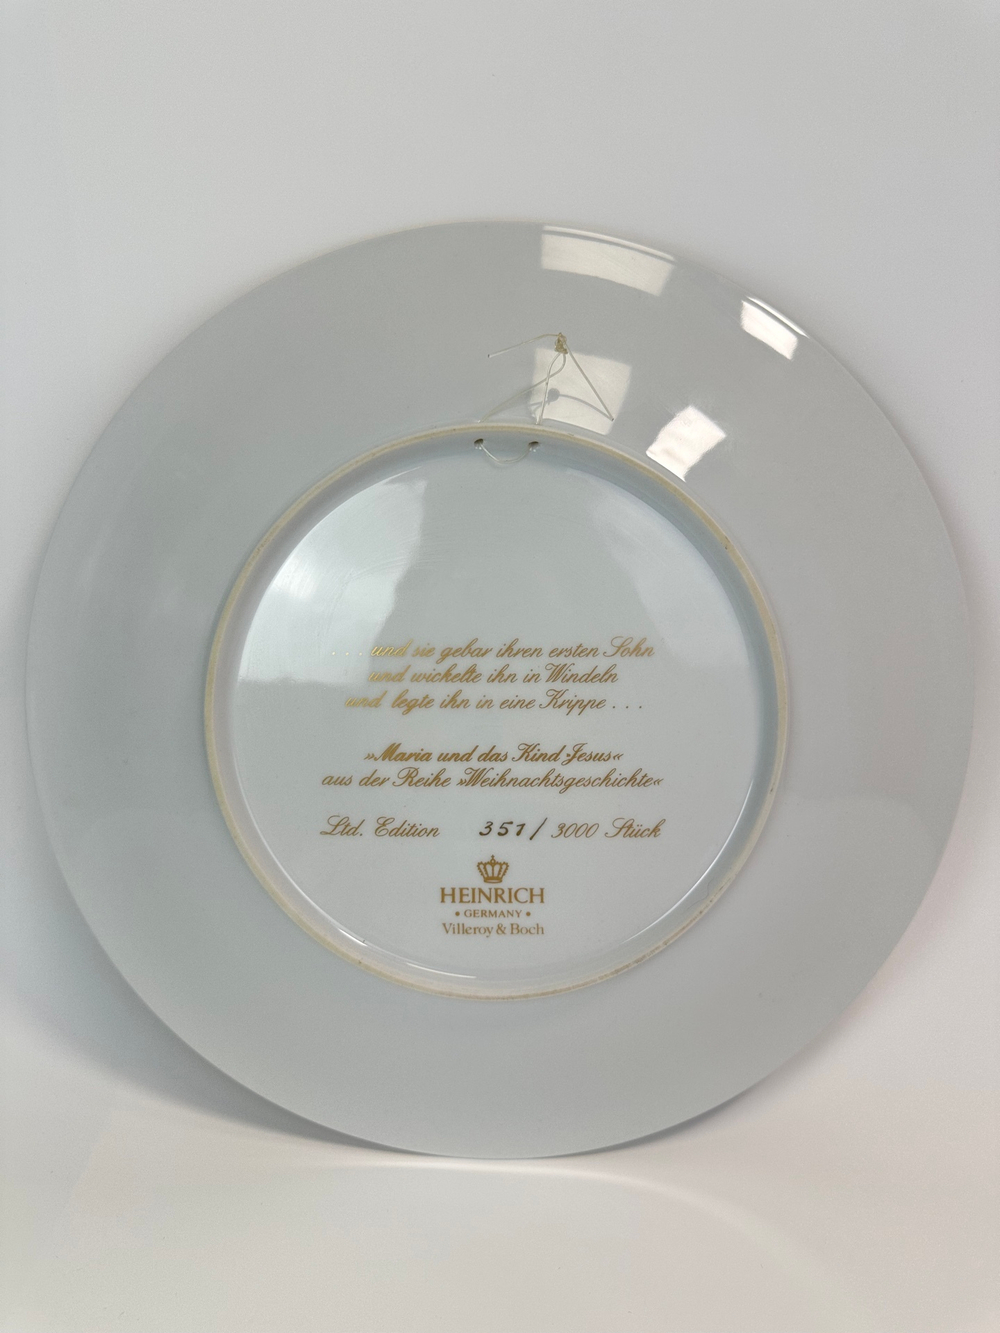 . . . und sie gebar ihren ersten Sohn
und wickelte ihn in Windeln
und legte ihn in eine Krippe . . .
»Maria und das Kind Jesus«
aus der Reihe »Weihnachtsgeschichte«
Ltd. Edition 351 / 3000 Stück
HEINRICH
• GERMANY •
Villeroy & Boch